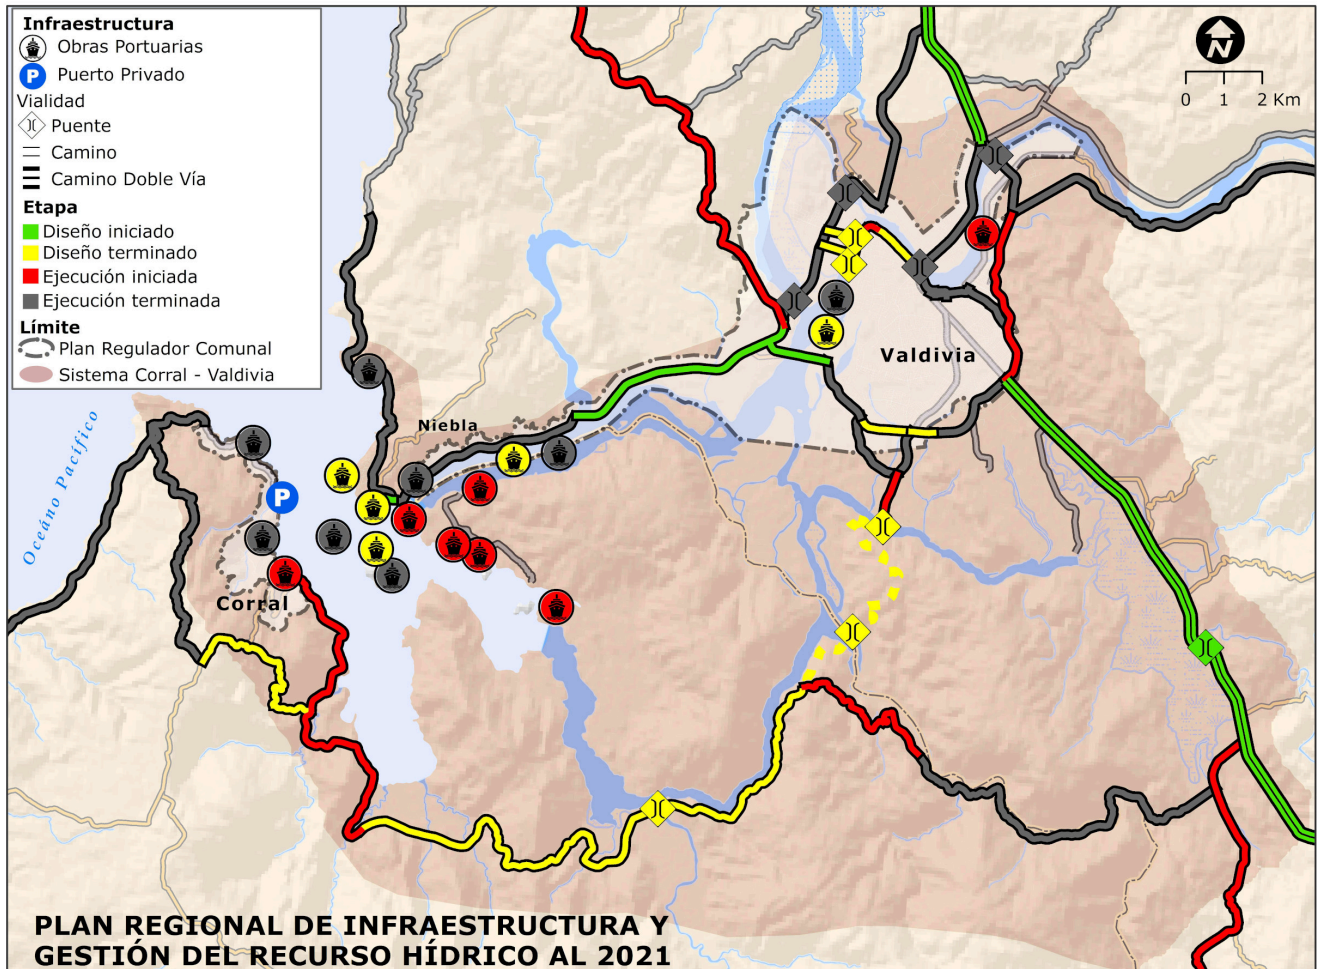 Infraestructura
Obras Portuarias
P Puerto Privado
Vialidad
Puente
Camino
Camino Doble Vía
Etapa
Diseño iniciado
Diseño terminado
Ejecución iniciada
Ejecución terminada
Límite
Plan Regulador Comunal
Sistema Corral - Valdivia
N
0 1 2 Km
Valdivia
Niebla
Oceáno Pacífico
P
Corral
PLAN REGIONAL DE INFRAESTRUCTURA Y
GESTIÓN DEL RECURSO HÍDRICO AL 2021